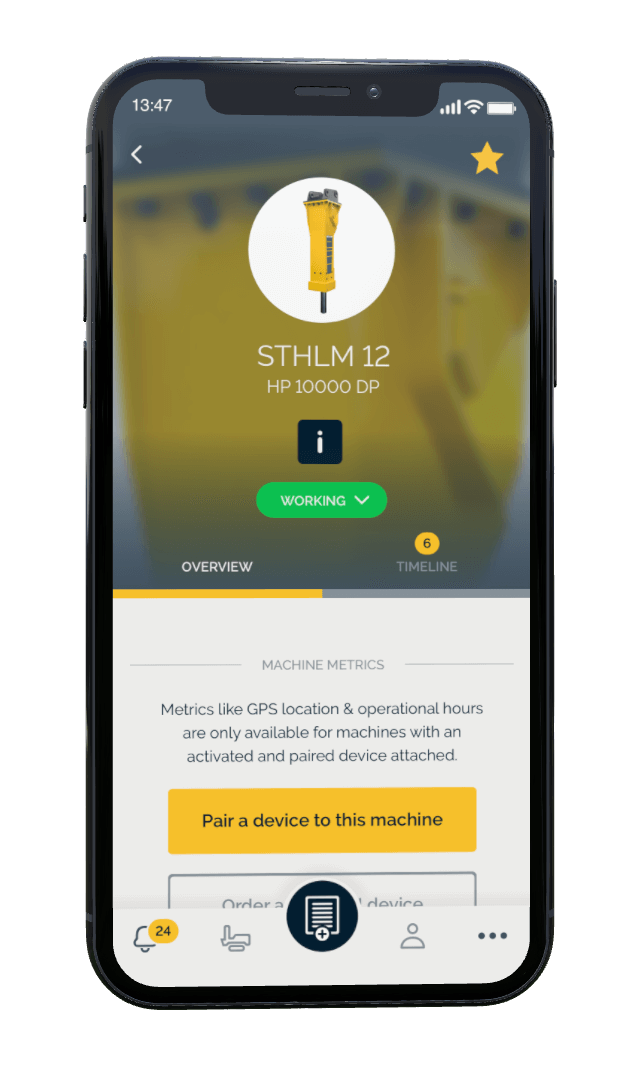 13:47
STHLM 12
HP 10000 DP
i
WORKING
6
OVERVIEW
TIMELINE
MACHINE METRICS
Metrics like GPS location & operational hours
are only available for machines with an
activated and paired device attached.
Pair a device to this machine
Order a device
24